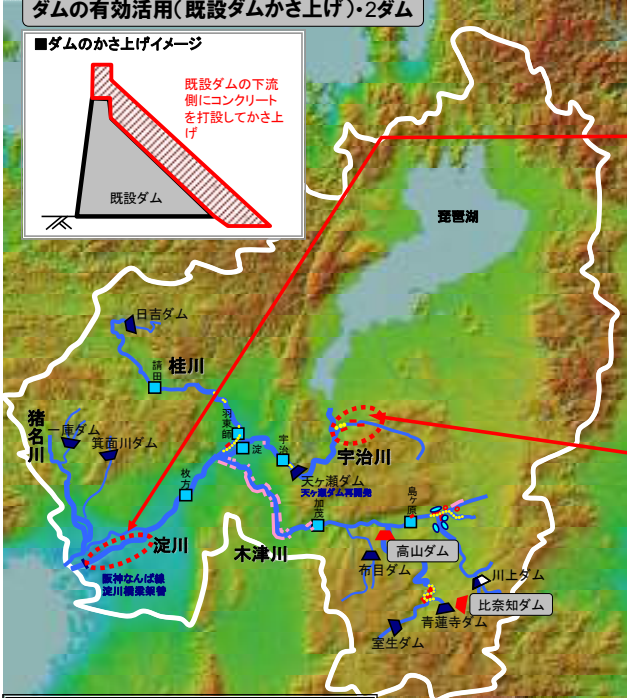 ダムの有効活用(既設ダムかさ上げ)・2ダム
■ダムのかさ上げイメージ
既設ダムの下流
側にコンクリート
を打設してかさ上
げ
既設ダム
琵琶湖
日吉ダム
請田
桂川
猪名川
一庫ダム
箕面川ダム
羽束師
淀
宇治
宇治川
天ヶ瀬ダム
天ヶ瀬ダム再開発
枚方
加茂
島ヶ原
淀川
木津川
高山ダム
阪神なんば線
淀川橋梁架替
布目ダム
川上ダム
比奈知ダム
青蓮寺ダム
室生ダム